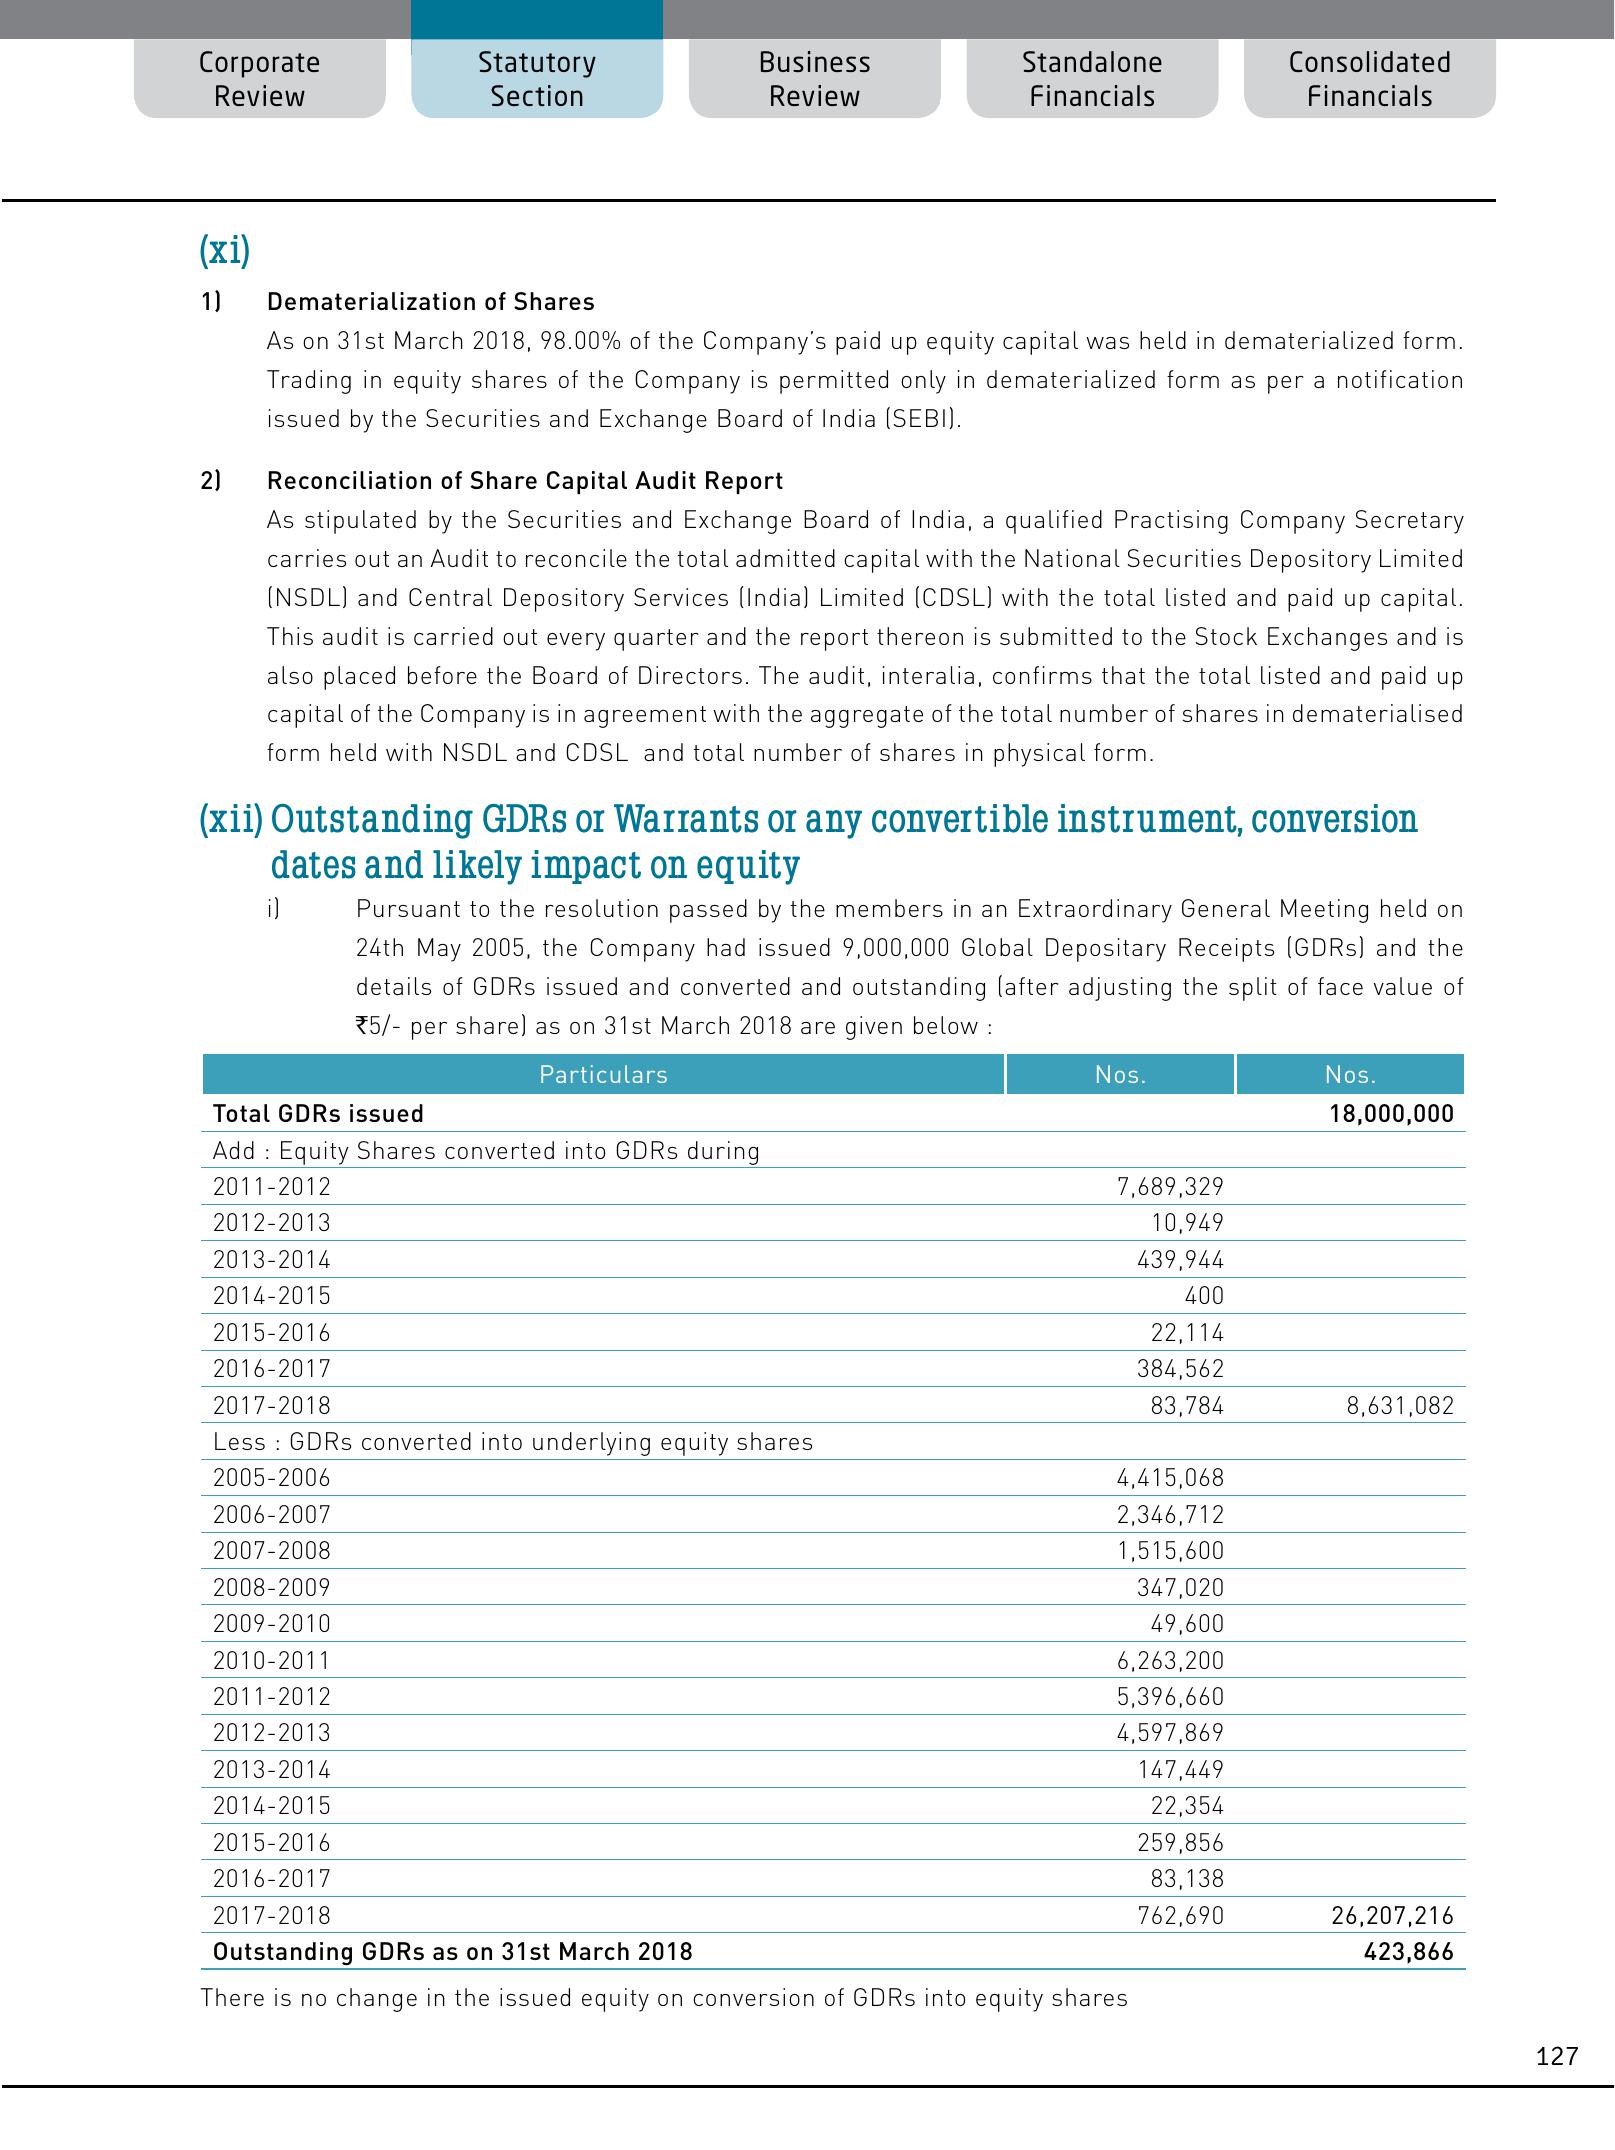 Corporate
Review
Statutory
Section
Business
Review
Standalone
Financials
Consolidated
Financials
(xi)
1) Dematerialization of Shares
As on 31st March 2018, 98.00% of the Company’s paid up equity capital was held in dematerialized form.
Trading in equity shares of the Company is permitted only in dematerialized form as per a notification
issued by the Securities and Exchange Board of India (SEBI).
2) Reconciliation of Share Capital Audit Report
As stipulated by the Securities and Exchange Board of India, a qualified Practising Company Secretary
carries out an Audit to reconcile the total admitted capital with the National Securities Depository Limited
(NSDL) and Central Depository Services (India) Limited (CDSL) with the total listed and paid up capital.
This audit is carried out every quarter and the report thereon is submitted to the Stock Exchanges and is
also placed before the Board of Directors. The audit, interalia, confirms that the total listed and paid up
capital of the Company is in agreement with the aggregate of the total number of shares in dematerialised
form held with NSDL and CDSL and total number of shares in physical form.
(xii) Outstanding GDRs or Warrants or any convertible instrument, conversion
dates and likely impact on equity
i) Pursuant to the resolution passed by the members in an Extraordinary General Meeting held on
24th May 2005, the Company had issued 9,000,000 Global Depositary Receipts (GDRs) and the
details of GDRs issued and converted and outstanding (after adjusting the split of face value of
₹5/- per share) as on 31st March 2018 are given below :
Particulars Nos. Nos.
Total GDRs issued 18,000,000
Add : Equity Shares converted into GDRs during
2011-2012 7,689,329
2012-2013 10,949
2013-2014 439,944
2014-2015 400
2015-2016 22,114
2016-2017 384,562
2017-2018 83,784 8,631,082
Less : GDRs converted into underlying equity shares
2005-2006 4,415,068
2006-2007 2,346,712
2007-2008 1,515,600
2008-2009 347,020
2009-2010 49,600
2010-2011 6,263,200
2011-2012 5,396,660
2012-2013 4,597,869
2013-2014 147,449
2014-2015 22,354
2015-2016 259,856
2016-2017 83,138
2017-2018 762,690 26,207,216
Outstanding GDRs as on 31st March 2018 423,866
There is no change in the issued equity on conversion of GDRs into equity shares
127